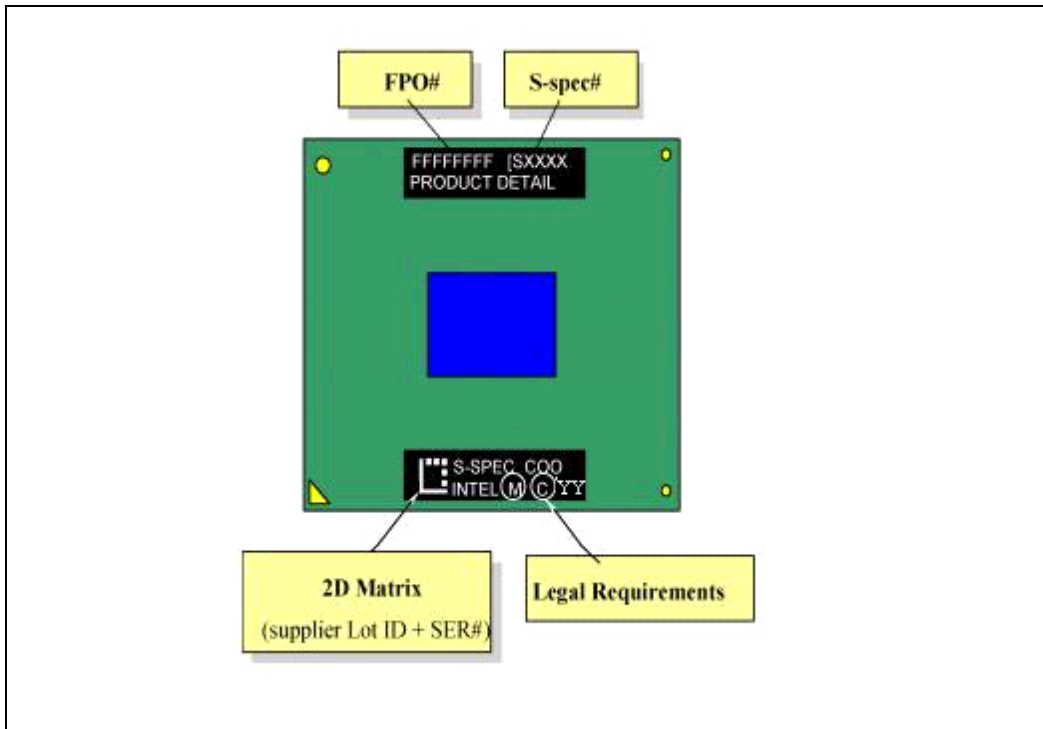 FPO#
S-spec#
FFFFFFFF [SXXXX
PRODUCT DETAIL
S-SPEC COO
INTEL Ⓜ Ⓒ'YY
2D Matrix
(supplier Lot ID + SER#)
Legal Requirements